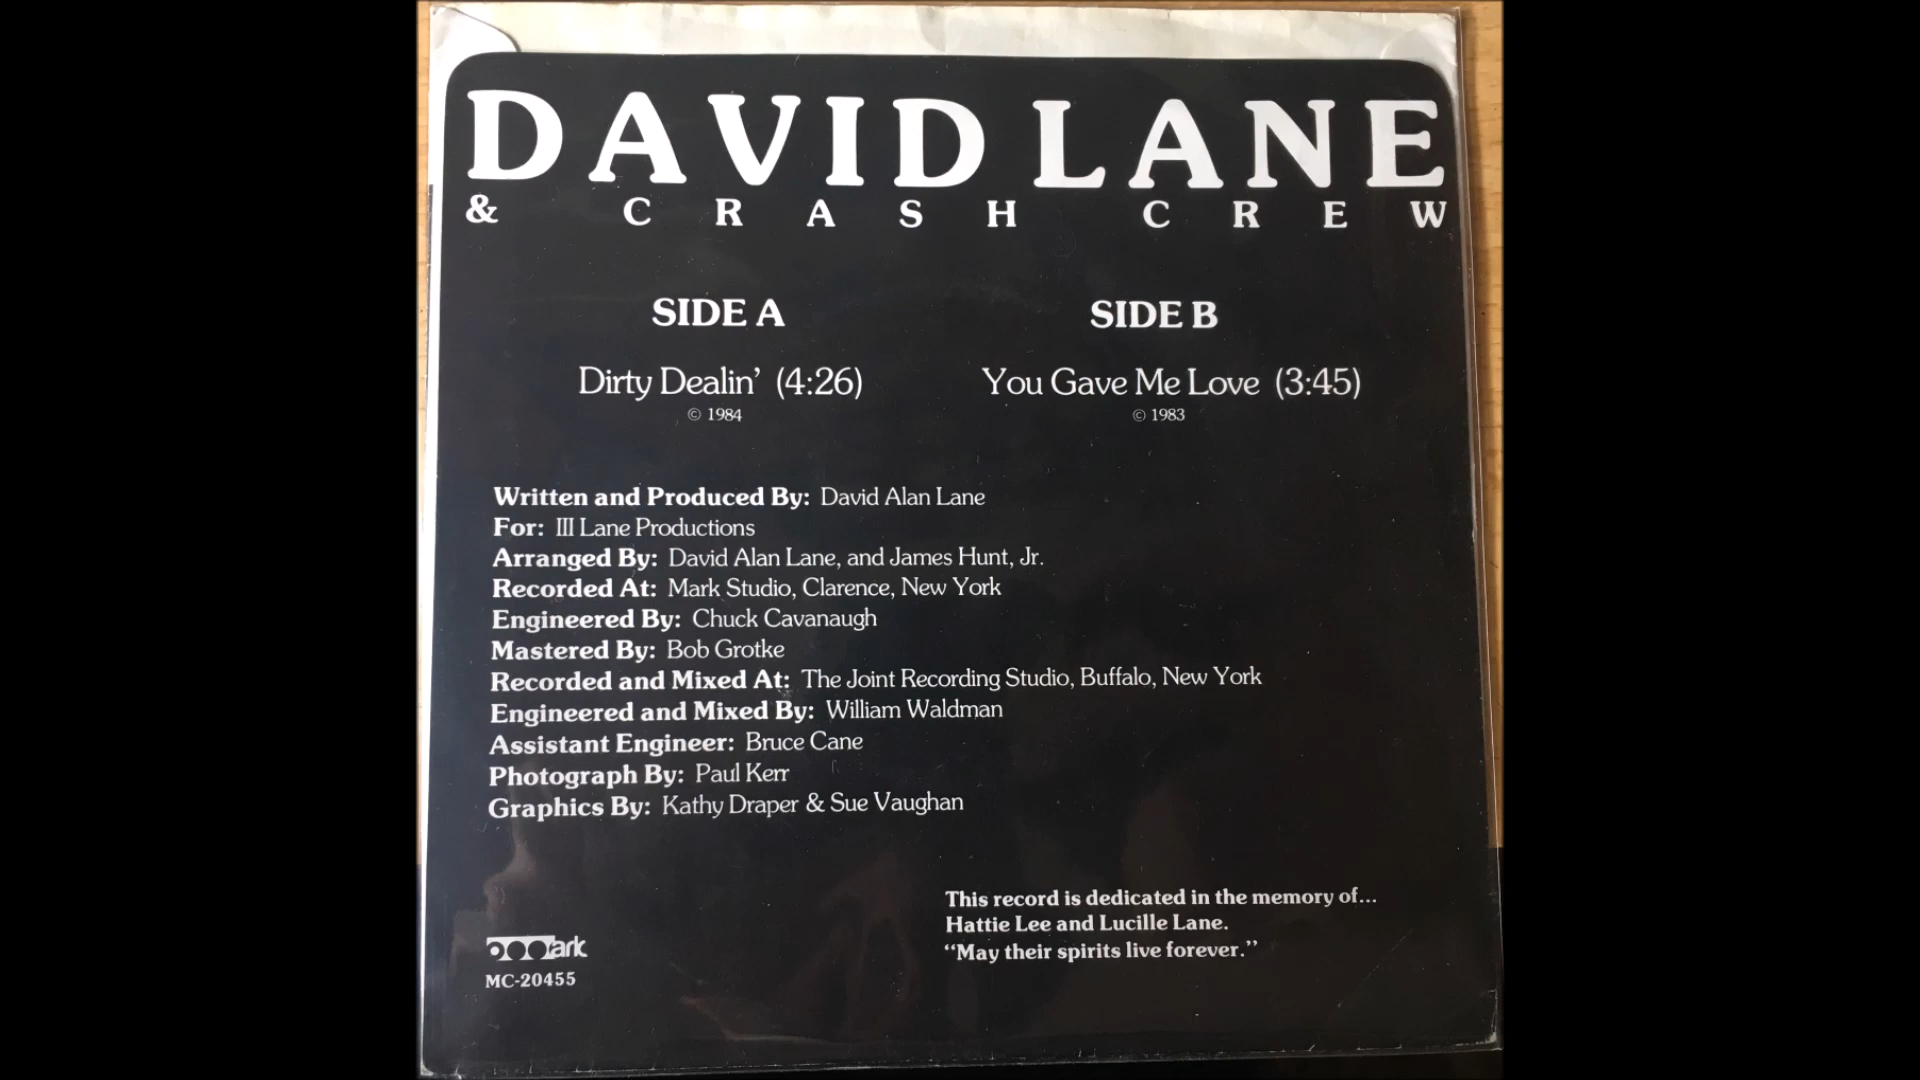 DAVID LANE
& CRASH CREW
SIDE A
Dirty Dealin’ (4:26)
© 1984
SIDE B
You Gave Me Love (3:45)
© 1983
Written and Produced By: David Alan Lane
For: III Lane Productions
Arranged By: David Alan Lane, and James Hunt, Jr.
Recorded At: Mark Studio, Clarence, New York
Engineered By: Chuck Cavanaugh
Mastered By: Bob Grotke
Recorded and Mixed At: The Joint Recording Studio, Buffalo, New York
Engineered and Mixed By: William Waldman
Assistant Engineer: Bruce Cane
Photograph By: Paul Kerr
Graphics By: Kathy Draper & Sue Vaughan
This record is dedicated in the memory of...
Hattie Lee and Lucille Lane.
“May their spirits live forever.”
mark
MC-20455